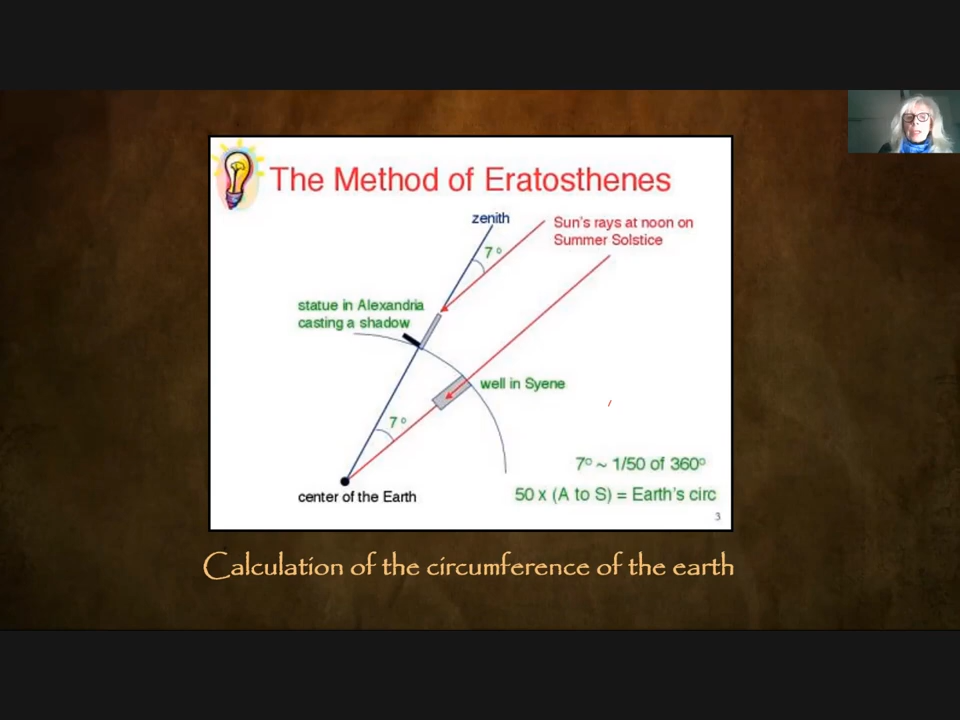 The Method of Eratosthenes
zenith
Sun's rays at noon on
Summer Solstice
7°
statue in Alexandria
casting a shadow
well in Syene
7°
7° ~ 1/50 of 360°
50 x (A to S) = Earth's circ
center of the Earth
3
Calculation of the circumference of the earth